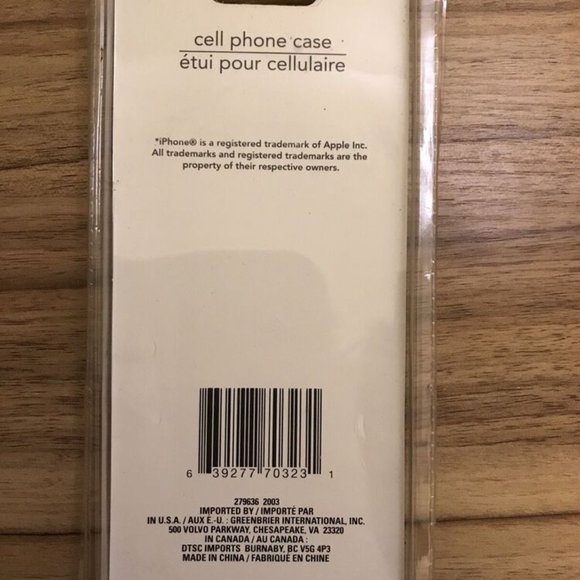 cell phone case
étui pour cellulaire
*iPhone® is a registered trademark of Apple Inc.
All trademarks and registered trademarks are the
property of their respective owners.
6 39277 70323 1
279636 2003
IMPORTED BY / IMPORTÉ PAR
IN U.S.A. / AUX É.-U. : GREENBRIER INTERNATIONAL, INC.
500 VOLVO PARKWAY, CHESAPEAKE, VA 23320
IN CANADA / AU CANADA :
DTSC IMPORTS BURNABY, BC V5G 4P3
MADE IN CHINA / FABRIQUÉ EN CHINE